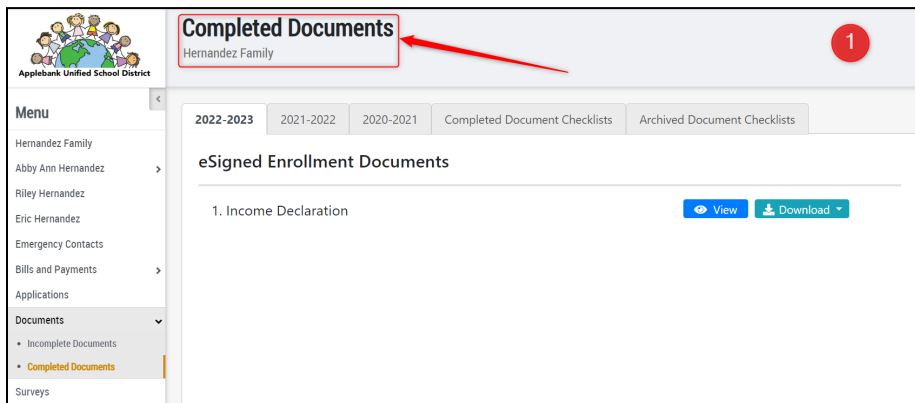 Applebank Unified School District
Completed Documents
Hernandez Family
1
Menu
Hernandez Family
Abby Ann Hernandez
Riley Hernandez
Eric Hernandez
Emergency Contacts
Bills and Payments
Applications
Documents
• Incomplete Documents
• Completed Documents
Surveys
2022-2023 2021-2022 2020-2021 Completed Document Checklists Archived Document Checklists
eSigned Enrollment Documents
1. Income Declaration View Download